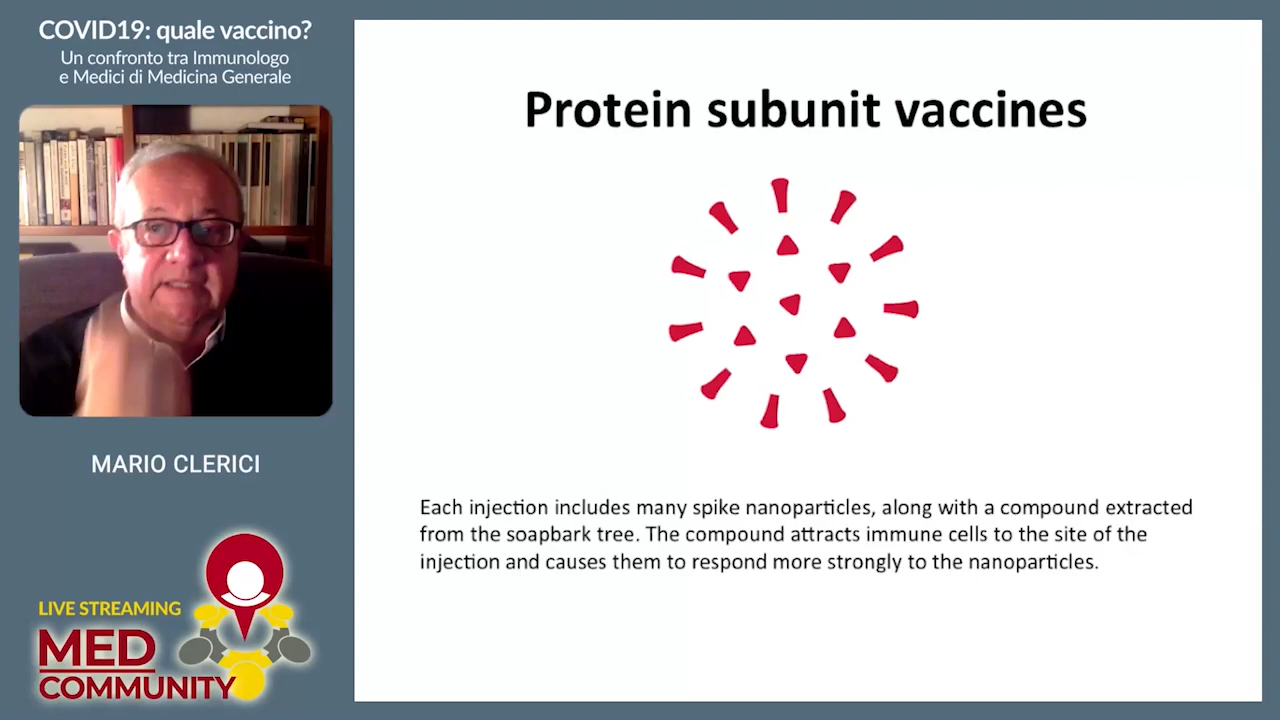 COVID19: quale vaccino?
Un confronto tra Immunologo
e Medici di Medicina Generale
MARIO CLERICI
LIVE STREAMING
MED
COMMUNITY
Protein subunit vaccines
Each injection includes many spike nanoparticles, along with a compound extracted
from the soapbark tree. The compound attracts immune cells to the site of the
injection and causes them to respond more strongly to the nanoparticles.